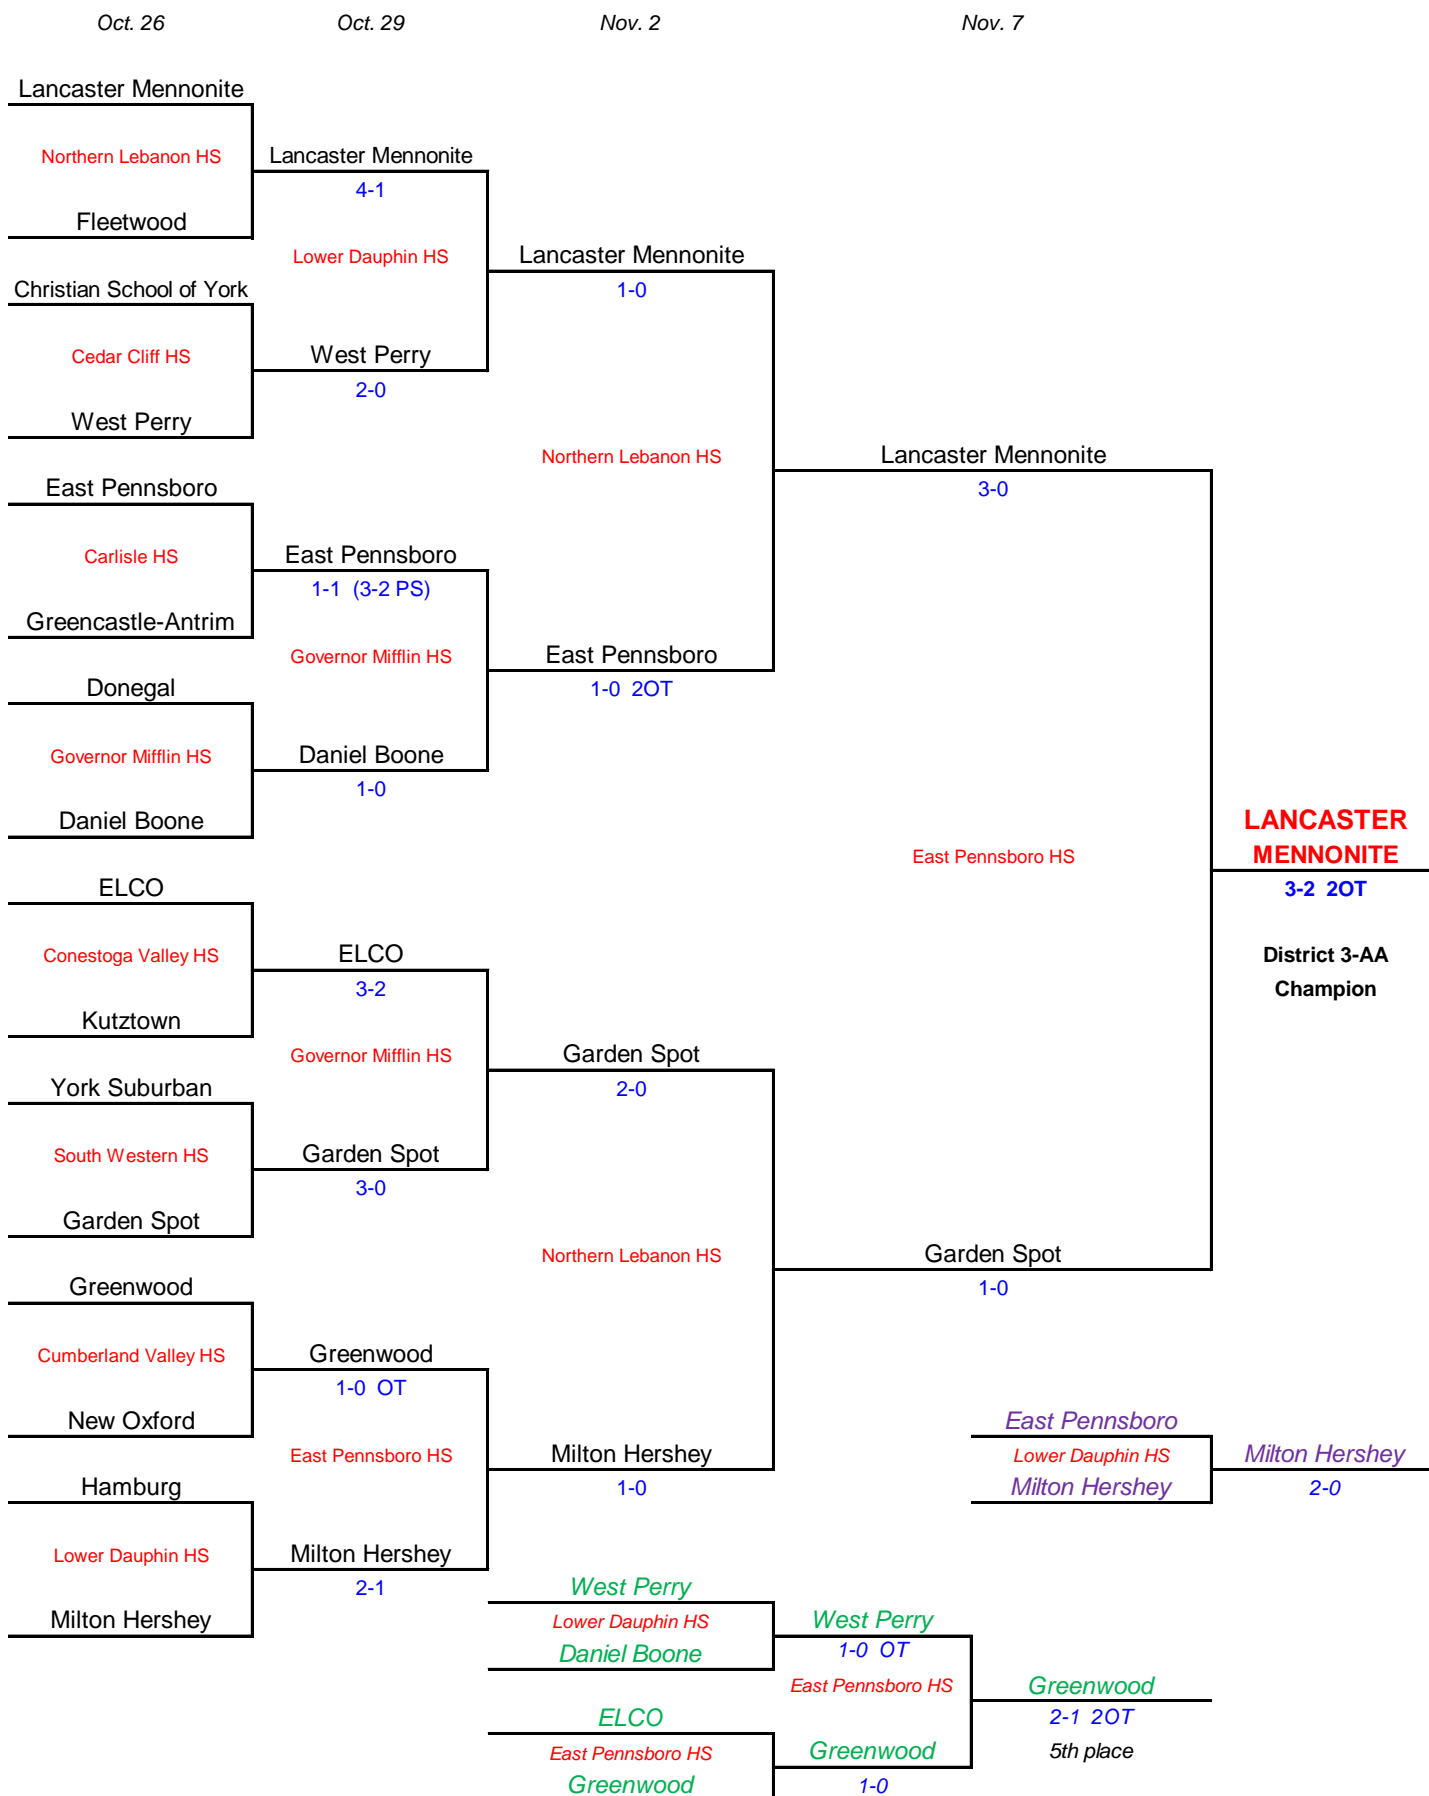 Oct. 26 Oct. 29 Nov. 2 Nov. 7
Lancaster Mennonite
Northern Lebanon HS
Lancaster Mennonite
4-1
Fleetwood
Lower Dauphin HS
Lancaster Mennonite
1-0
Christian School of York
Cedar Cliff HS
West Perry
2-0
West Perry
Northern Lebanon HS
Lancaster Mennonite
3-0
East Pennsboro
Carlisle HS
East Pennsboro
1-1 (3-2 PS)
Greencastle-Antrim
Governor Mifflin HS
East Pennsboro
1-0 2OT
Donegal
Governor Mifflin HS
Daniel Boone
1-0
Daniel Boone
East Pennsboro HS
LANCASTER
MENNONITE
3-2 2OT
District 3-AA
Champion
ELCO
Conestoga Valley HS
ELCO
3-2
Kutztown
Governor Mifflin HS
Garden Spot
2-0
York Suburban
South Western HS
Garden Spot
3-0
Garden Spot
Northern Lebanon HS
Garden Spot
1-0
Greenwood
Cumberland Valley HS
Greenwood
1-0 OT
New Oxford
East Pennsboro HS
Milton Hershey
1-0
East Pennsboro
Lower Dauphin HS
Milton Hershey
Milton Hershey
2-0
Hamburg
Lower Dauphin HS
Milton Hershey
2-1
Milton Hershey
West Perry
Lower Dauphin HS
Daniel Boone
West Perry
1-0 OT
East Pennsboro HS
Greenwood
2-1 2OT
5th place
ELCO
East Pennsboro HS
Greenwood
Greenwood
1-0